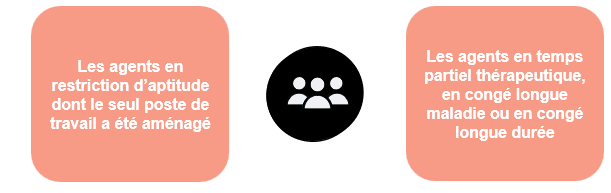 Les agents en
restriction d’aptitude
dont le seul poste de
travail a été aménagé
Les agents en temps
partiel thérapeutique,
en congé longue
maladie ou en congé
longue durée